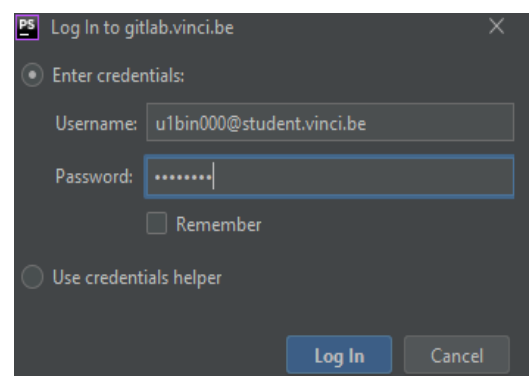 PS Log In to gitlab.vinci.be
Enter credentials:
Username: u1bin000@student.vinci.be
Password: ••••••••
Remember
Use credentials helper
Log In Cancel